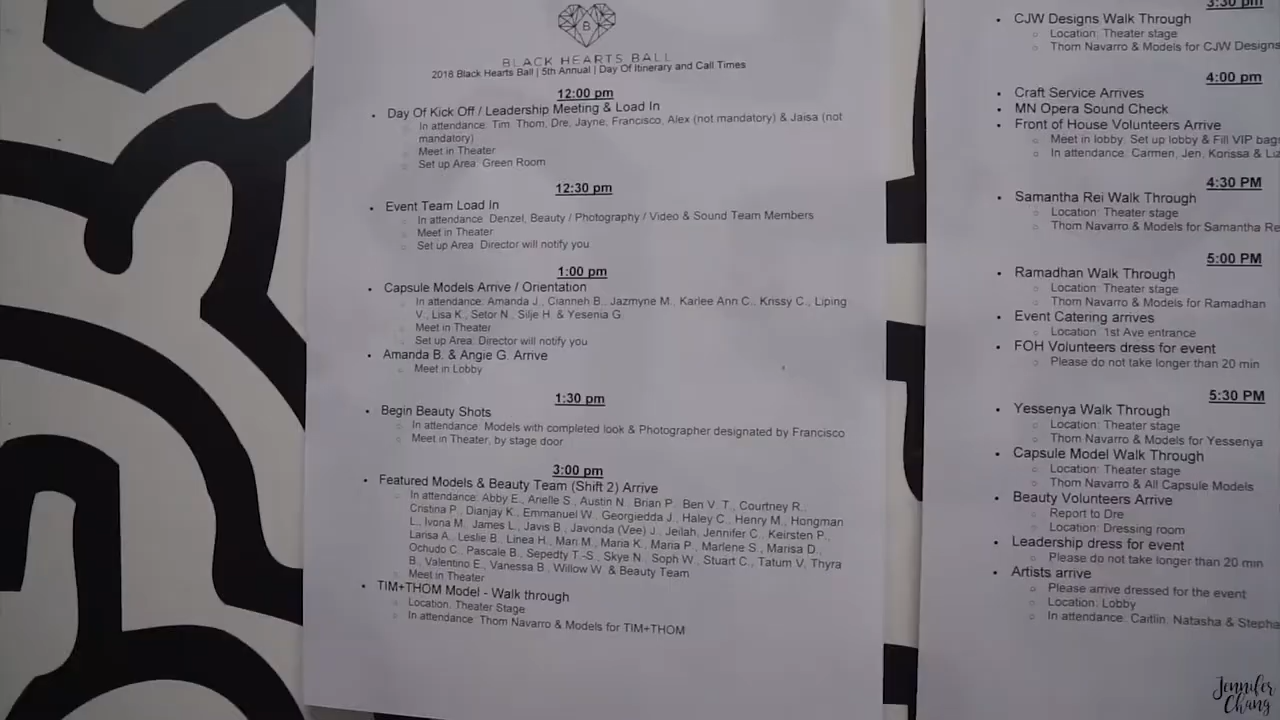 B
BLACK HEARTS BALL
2018 Black Hearts Ball | 5th Annual | Day Of Itinerary and Call Times
12:00 pm
• Day Of Kick Off / Leadership Meeting & Load In
○ In attendance: Tim, Thom, Dre, Jayne, Francisco, Alex (not mandatory) & Jaisa (not
mandatory)
○ Meet in Theater
○ Set up Area: Green Room
12:30 pm
• Event Team Load In
○ In attendance: Denzel, Beauty / Photography / Video & Sound Team Members
○ Meet in Theater
○ Set up Area: Director will notify you
1:00 pm
• Capsule Models Arrive / Orientation
○ In attendance: Amanda J., Cianneh B., Jazmyne M., Karlee Ann C., Krissy C., Liping
V., Lisa K., Setor N., Silje H. & Yesenia G.
○ Meet in Theater
○ Set up Area: Director will notify you
• Amanda B. & Angie G. Arrive
○ Meet in Lobby
1:30 pm
• Begin Beauty Shots
○ In attendance: Models with completed look & Photographer designated by Francisco
○ Meet in Theater, by stage door
3:00 pm
• Featured Models & Beauty Team (Shift 2) Arrive
○ In attendance: Abby E., Arielle S., Austin N., Brian P., Ben V. T., Courtney R.,
Cristina P., Dianjay K., Emmanuel W., Georgiedda J., Haley C., Henry M., Hongman
L., Ivona M., James L., Javis B., Javonda (Vee) J., Jeilah, Jennifer C., Keirsten P.,
Larisa A., Leslie B., Linea H., Mari M., Maria K., Maria P., Marlene S., Marisa D.,
Ochudo C., Pascale B., Sepedty T.-S., Skye N., Soph W., Stuart C., Tatum V, Thyra
B., Valentino E., Vanessa B., Willow W. & Beauty Team
○ Meet in Theater
• TIM+THOM Model - Walk through
○ Location: Theater Stage
○ In attendance: Thom Navarro & Models for TIM+THOM
3:30 pm
• CJW Designs Walk Through
○ Location: Theater stage
○ Thom Navarro & Models for CJW Designs
4:00 pm
• Craft Service Arrives
• MN Opera Sound Check
• Front of House Volunteers Arrive
○ Meet in lobby: Set up lobby & Fill VIP bag
○ In attendance: Carmen, Jen, Korissa & Liz
4:30 PM
• Samantha Rei Walk Through
○ Location: Theater stage
○ Thom Navarro & Models for Samantha Re
5:00 PM
• Ramadhan Walk Through
○ Location: Theater stage
○ Thom Navarro & Models for Ramadhan
• Event Catering arrives
○ Location: 1st Ave entrance
• FOH Volunteers dress for event
○ Please do not take longer than 20 min
5:30 PM
• Yessenya Walk Through
○ Location: Theater stage
○ Thom Navarro & Models for Yessenya
• Capsule Model Walk Through
○ Location: Theater stage
○ Thom Navarro & All Capsule Models
• Beauty Volunteers Arrive
○ Report to Dre
○ Location: Dressing room
• Leadership dress for event
○ Please do not take longer than 20 min
• Artists arrive
○ Please arrive dressed for the event
○ Location: Lobby
○ In attendance: Caitlin, Natasha & Stepha
Jennifer
Chang